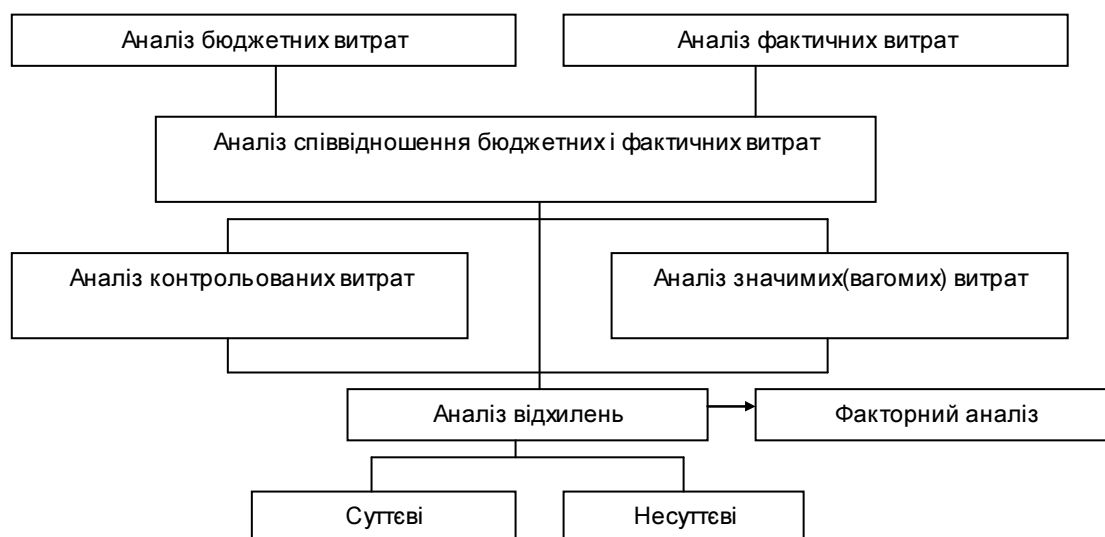 Аналіз бюджетних витрат
Аналіз фактичних витрат
Аналіз співвідношення бюджетних і фактичних витрат
Аналіз контрольованих витрат
Аналіз значимих(вагомих) витрат
Аналіз відхилень
Факторний аналіз
Суттєві
Несуттєві